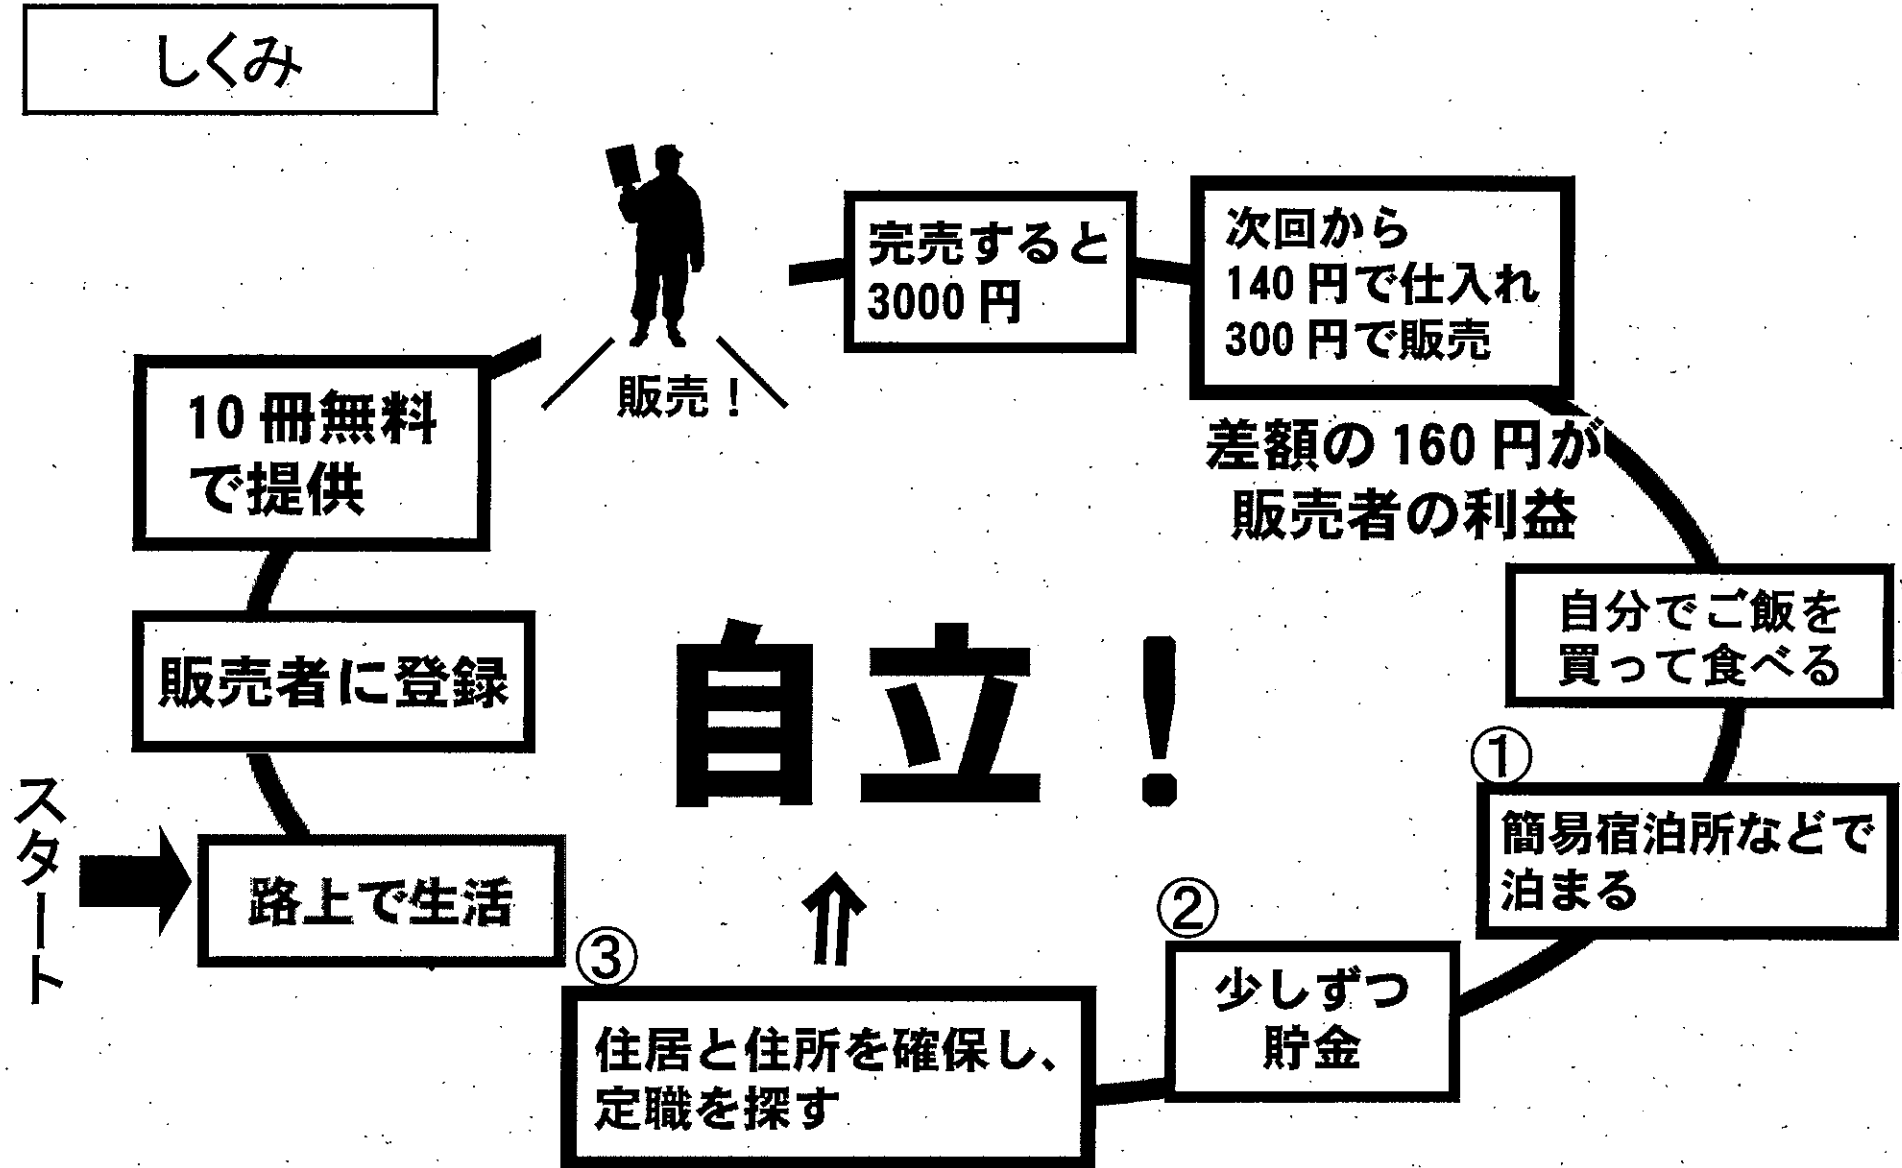 しくみ
スタート
路上で生活
販売者に登録
10冊無料
で提供
販売！
完売すると
3000円
次回から
140円で仕入れ
300円で販売
差額の160円が
販売者の利益
自分でご飯を
買って食べる
①
簡易宿泊所などで
泊まる
②
少しずつ
貯金
③
住居と住所を確保し、
定職を探す
⇑
自立！